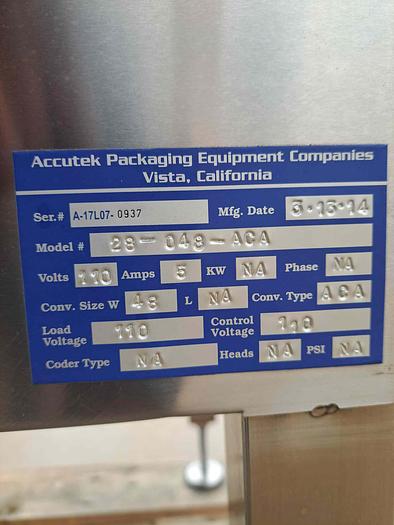 Accutek Packaging Equipment Companies
Vista, California
Ser.# A-17L07- 0937 Mfg. Date 3·13·14
Model # 28-048-ACA
Volts 110 Amps 5 KW NA Phase NA
Conv. Size W 48 L NA Conv. Type ACA
Load Voltage 110 Control Voltage 110
Coder Type NA Heads NA PSI NA